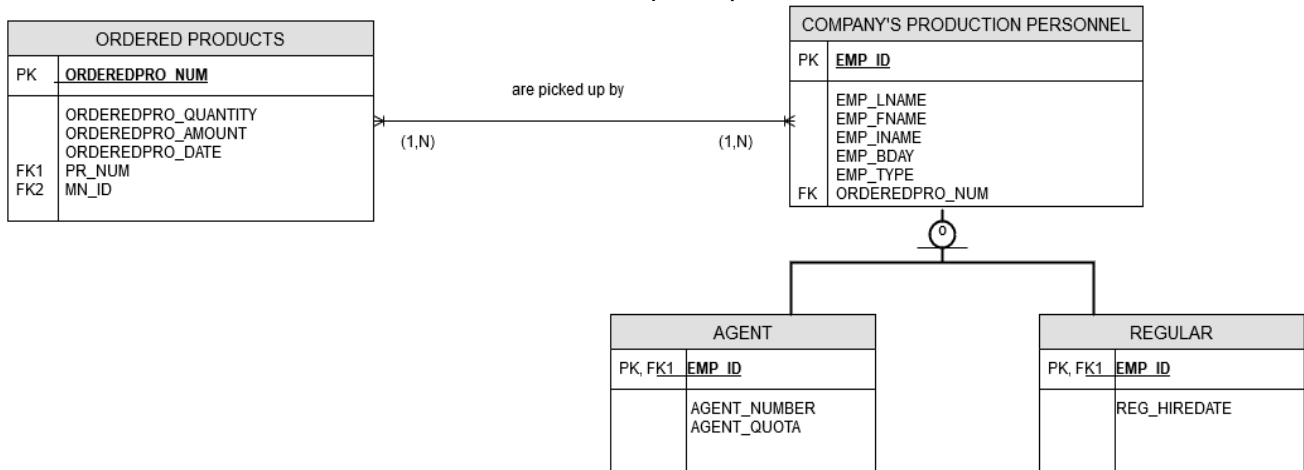 ORDERED PRODUCTS
PK ORDEREDPRO_NUM
ORDEREDPRO_QUANTITY
ORDEREDPRO_AMOUNT
ORDEREDPRO_DATE
FK1 PR_NUM
FK2 MN_ID
are picked up by
(1,N)
(1,N)
COMPANY'S PRODUCTION PERSONNEL
PK EMP_ID
EMP_LNAME
EMP_FNAME
EMP_INAME
EMP_BDAY
EMP_TYPE
FK ORDEREDPRO_NUM
O
AGENT
PK, FK1 EMP_ID
AGENT_NUMBER
AGENT_QUOTA
REGULAR
PK, FK1 EMP_ID
REG_HIREDATE